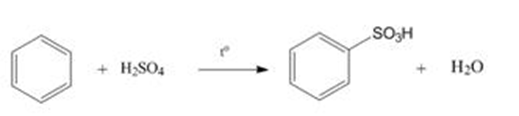 + H₂SO₄ t° SO₃H + H₂O